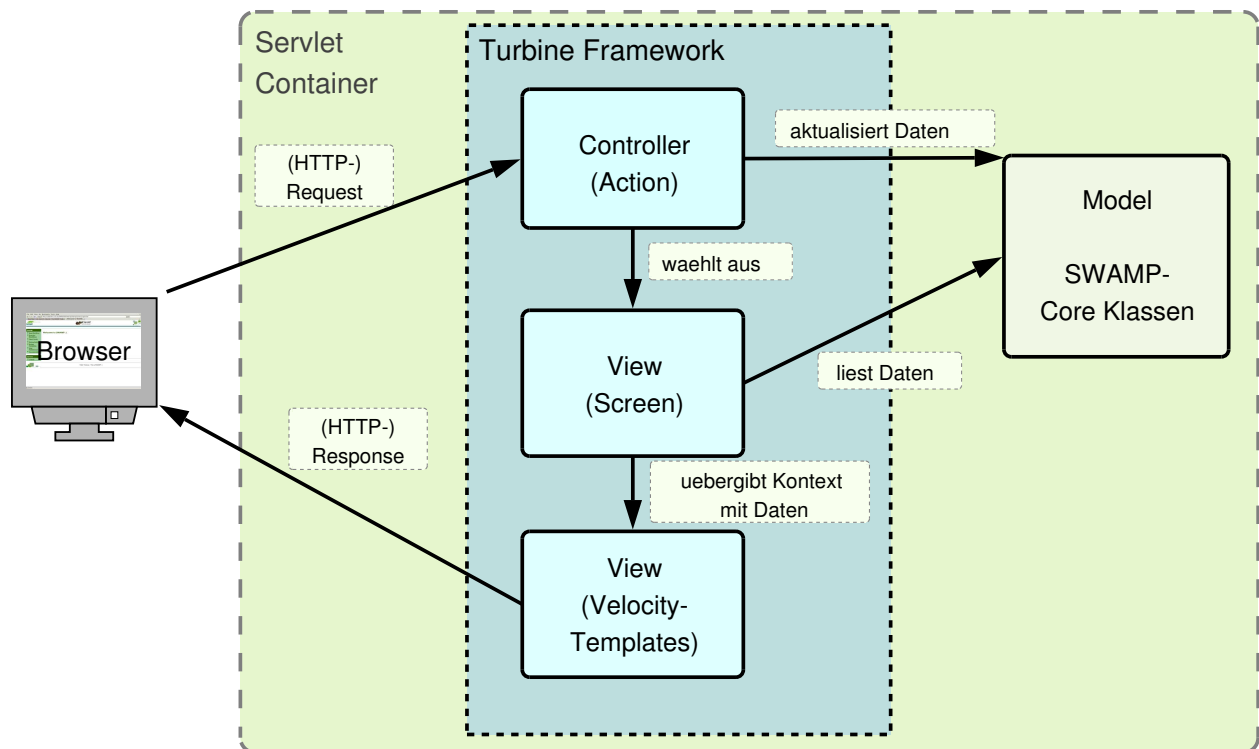 Servlet
Container
Turbine Framework
Controller
(Action)
aktualisiert Daten
(HTTP-)
Request
Model
SWAMP-
Core Klassen
waehlt aus
Browser
View
(Screen)
liest Daten
(HTTP-)
Response
uebergibt Kontext
mit Daten
View
(Velocity-
Templates)